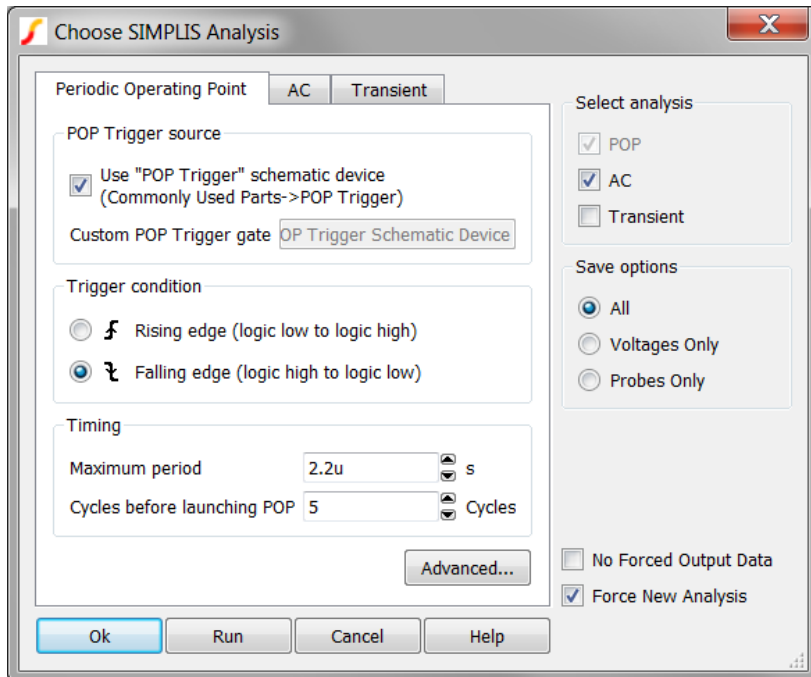 Choose SIMPLIS Analysis
Periodic Operating Point
AC
Transient
POP Trigger source
Use "POP Trigger" schematic device
(Commonly Used Parts->POP Trigger)
Custom POP Trigger gate OP Trigger Schematic Device
Trigger condition
Rising edge (logic low to logic high)
Falling edge (logic high to logic low)
Timing
Maximum period 2.2u s
Cycles before launching POP 5 Cycles
Advanced...
Select analysis
POP
AC
Transient
Save options
All
Voltages Only
Probes Only
No Forced Output Data
Force New Analysis
Ok
Run
Cancel
Help